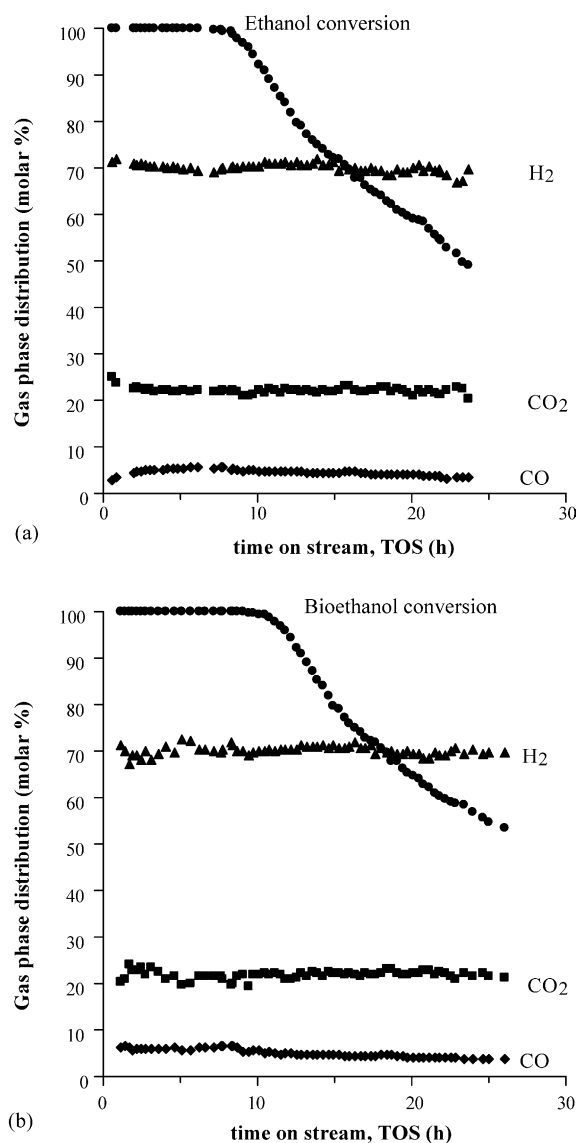 Ethanol conversion
100
90
80
70
60
50
40
30
20
10
0
H2
CO2
CO
Gas phase distribution (molar %)
0
10
20
30
time on stream, TOS (h)
(a)
Bioethanol conversion
100
90
80
70
60
50
40
30
20
10
0
H2
CO2
CO
Gas phase distribution (molar %)
0
10
20
30
time on stream, TOS (h)
(b)